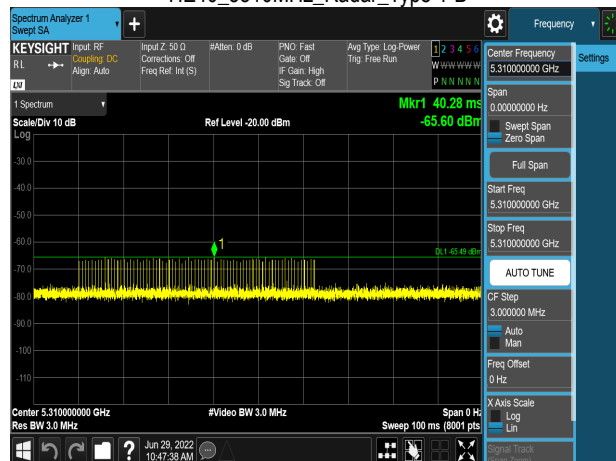 Spectrum Analyzer 1
Swept SA
Frequency
KEYSIGHT
R L
Align: Auto
Input: RF
Coupling: DC
Input Z: 50 Ω
Corrections: Off
Freq Ref: Int (S)
#Atten: 0 dB
PNO: Fast
Gate: Off
IF Gain: High
Sig Track: Off
Avg Type: Log-Power
Trig: Free Run
1 2 3 4 5 6
W W W W W W
P N N N N N
LXI
1 Spectrum
Scale/Div 10 dB
Log
Ref Level -20.00 dBm
Mkr1 40.28 ms
-65.60 dBm
-30.0
-40.0
-50.0
-60.0
-70.0
-80.0
-90.0
-100
-110
1
DL1 -65.49 dBm
Center 5.310000000 GHz
Res BW 3.0 MHz
#Video BW 3.0 MHz
Span 0 Hz
Sweep 100 ms (8001 pts)
Jun 29, 2022
10:47:38 AM
Center Frequency
5.310000000 GHz
Settings
Span
0.00000000 Hz
Swept Span
Zero Span
Full Span
Start Freq
5.310000000 GHz
Stop Freq
5.310000000 GHz
AUTO TUNE
CF Step
3.000000 MHz
Auto
Man
Freq Offset
0 Hz
X Axis Scale
Log
Lin
Signal Track
(Span Zoom)